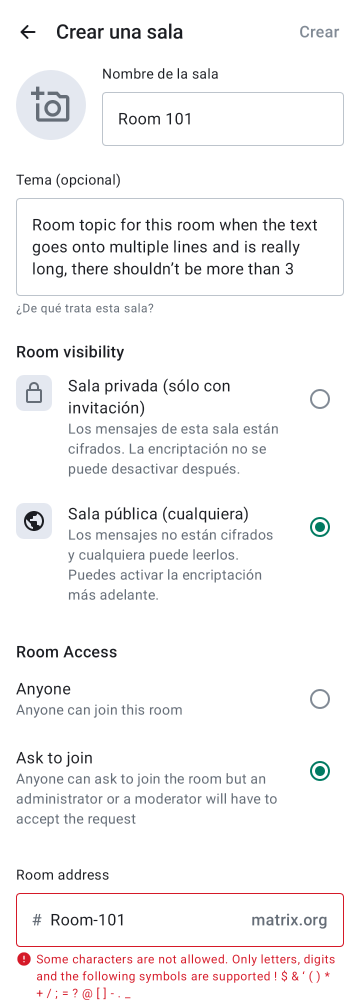 Crear una sala
Crear
Nombre de la sala
Room 101
Tema (opcional)
Room topic for this room when the text
goes onto multiple lines and is really
long, there shouldn’t be more than 3
¿De qué trata esta sala?
Room visibility
Sala privada (sólo con
invitación)
Los mensajes de esta sala están
cifrados. La encriptación no se
puede desactivar después.
Sala pública (cualquiera)
Los mensajes no están cifrados
y cualquiera puede leerlos.
Puedes activar la encriptación
más adelante.
Room Access
Anyone
Anyone can join this room
Ask to join
Anyone can ask to join the room but an
administrator or a moderator will have to
accept the request
Room address
# Room-101 matrix.org
Some characters are not allowed. Only letters, digits
and the following symbols are supported ! $ & ‘ ( ) *
+ / ; = ? @ [ ] - . _